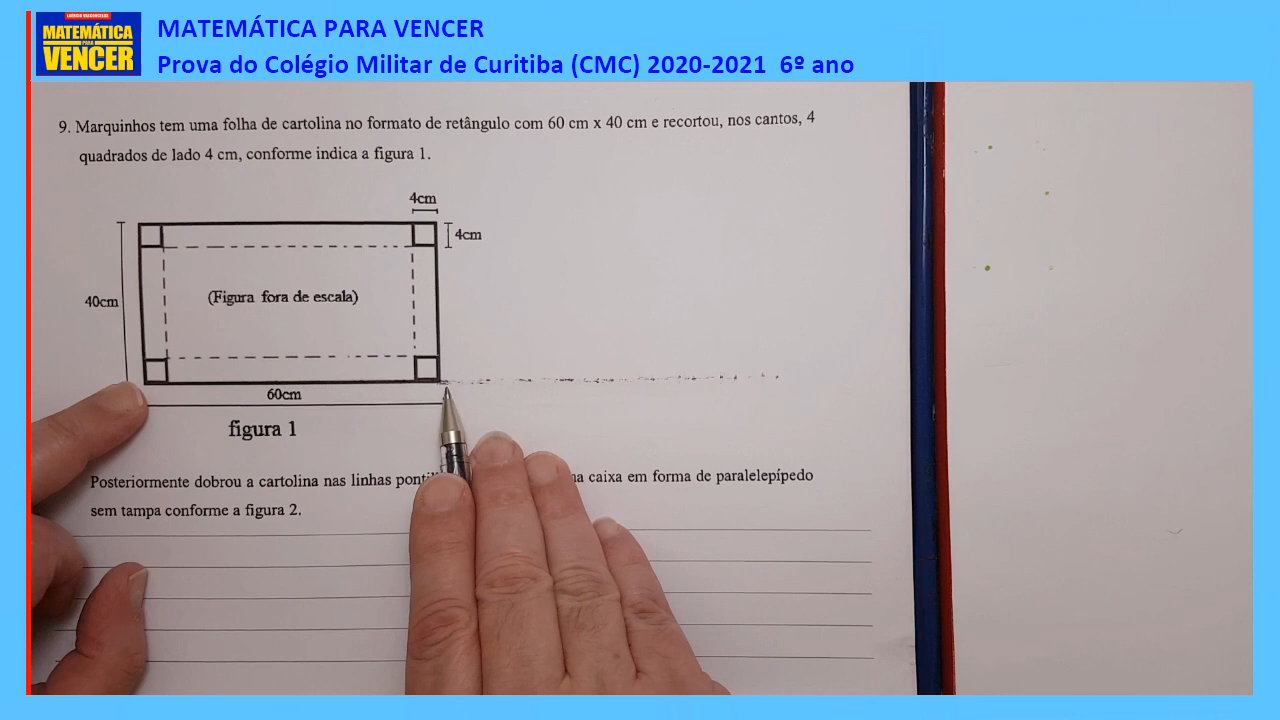 LAÉRCIO VASCONCELOS
MATEMÁTICA
PARA
VENCER
MATEMÁTICA PARA VENCER
Prova do Colégio Militar de Curitiba (CMC) 2020-2021 6º ano
9. Marquinhos tem uma folha de cartolina no formato de retângulo com 60 cm x 40 cm e recortou, nos cantos, 4
quadrados de lado 4 cm, conforme indica a figura 1.
4cm
4cm
40cm
(Figura fora de escala)
60cm
figura 1
Posteriormente dobrou a cartolina nas linhas caixa em forma de paralelepípedo
sem tampa conforme a figura 2.